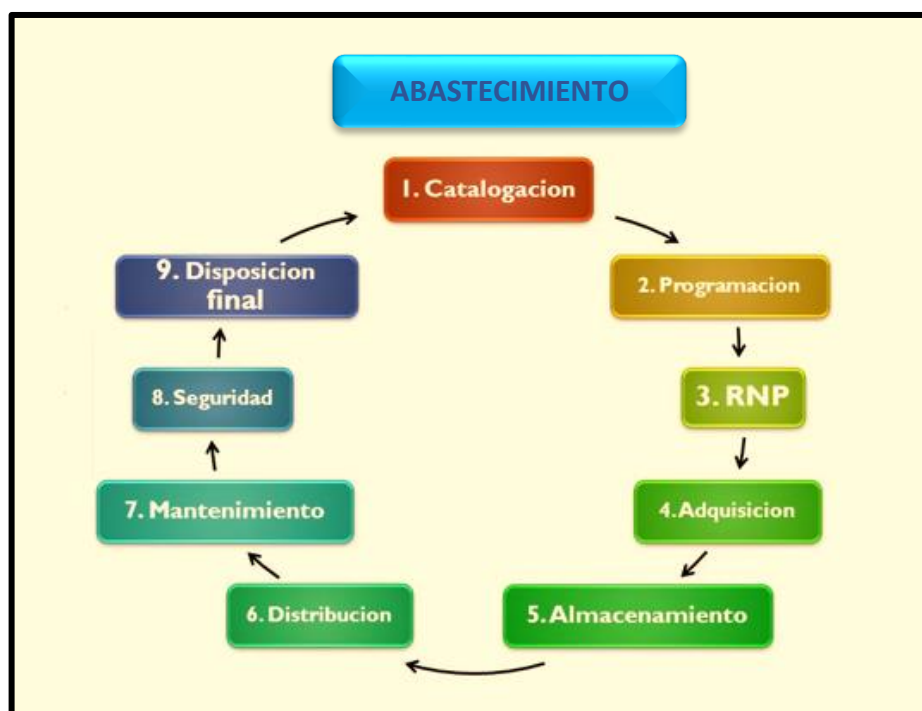 ABASTECIMIENTO
1. Catalogacion
2. Programacion
3. RNP
4. Adquisicion
5. Almacenamiento
6. Distribucion
7. Mantenimiento
8. Seguridad
9. Disposicion
final